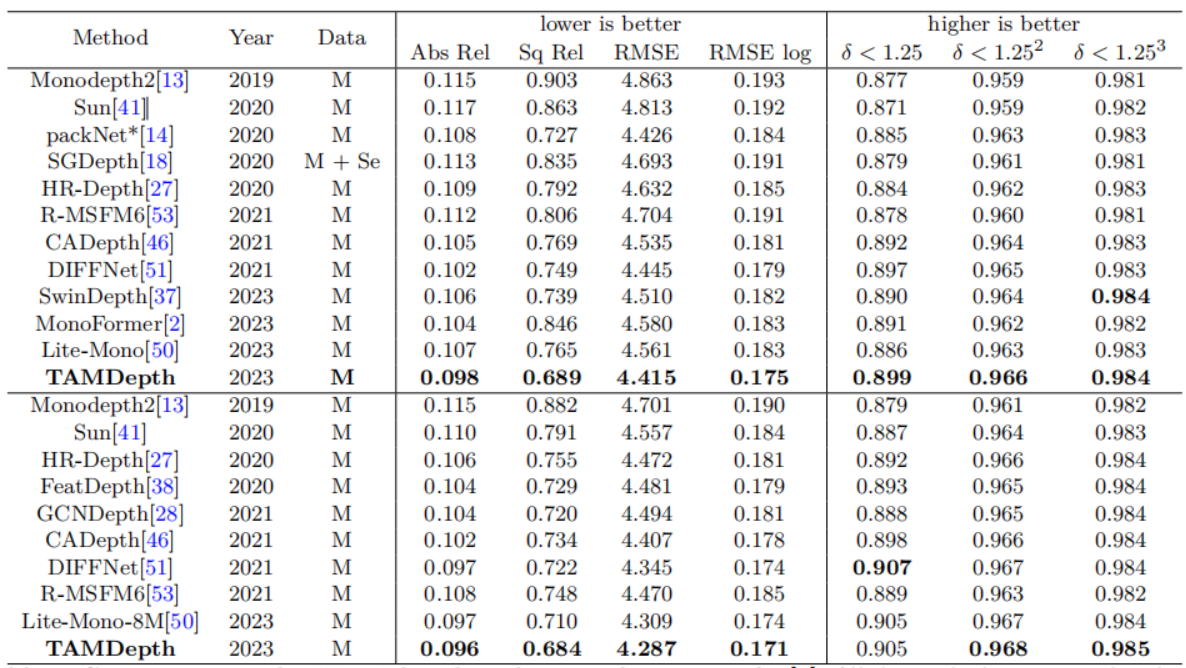 Method Year Data lower is better higher is better
Abs Rel Sq Rel RMSE RMSE log δ < 1.25 δ < 1.25² δ < 1.25³
Monodepth2[13] 2019 M 0.115 0.903 4.863 0.193 0.877 0.959 0.981
Sun[41]] 2020 M 0.117 0.863 4.813 0.192 0.871 0.959 0.982
packNet*[14] 2020 M 0.108 0.727 4.426 0.184 0.885 0.963 0.983
SGDepth[18] 2020 M + Se 0.113 0.835 4.693 0.191 0.879 0.961 0.981
HR-Depth[27] 2020 M 0.109 0.792 4.632 0.185 0.884 0.962 0.983
R-MSFM6[53] 2021 M 0.112 0.806 4.704 0.191 0.878 0.960 0.981
CADepth[46] 2021 M 0.105 0.769 4.535 0.181 0.892 0.964 0.983
DIFFNet[51] 2021 M 0.102 0.749 4.445 0.179 0.897 0.965 0.983
SwinDepth[37] 2023 M 0.106 0.739 4.510 0.182 0.890 0.964 0.984
MonoFormer[2] 2023 M 0.104 0.846 4.580 0.183 0.891 0.962 0.982
Lite-Mono[50] 2023 M 0.107 0.765 4.561 0.183 0.886 0.963 0.983
TAMDepth 2023 M 0.098 0.689 4.415 0.175 0.899 0.966 0.984
Monodepth2[13] 2019 M 0.115 0.882 4.701 0.190 0.879 0.961 0.982
Sun[41] 2020 M 0.110 0.791 4.557 0.184 0.887 0.964 0.983
HR-Depth[27] 2020 M 0.106 0.755 4.472 0.181 0.892 0.966 0.984
FeatDepth[38] 2020 M 0.104 0.729 4.481 0.179 0.893 0.965 0.984
GCNDepth[28] 2021 M 0.104 0.720 4.494 0.181 0.888 0.965 0.984
CADepth[46] 2021 M 0.102 0.734 4.407 0.178 0.898 0.966 0.984
DIFFNet[51] 2021 M 0.097 0.722 4.345 0.174 0.907 0.967 0.984
R-MSFM6[53] 2021 M 0.108 0.748 4.470 0.185 0.889 0.963 0.982
Lite-Mono-8M[50] 2023 M 0.097 0.710 4.309 0.174 0.905 0.967 0.984
TAMDepth 2023 M 0.096 0.684 4.287 0.171 0.905 0.968 0.985